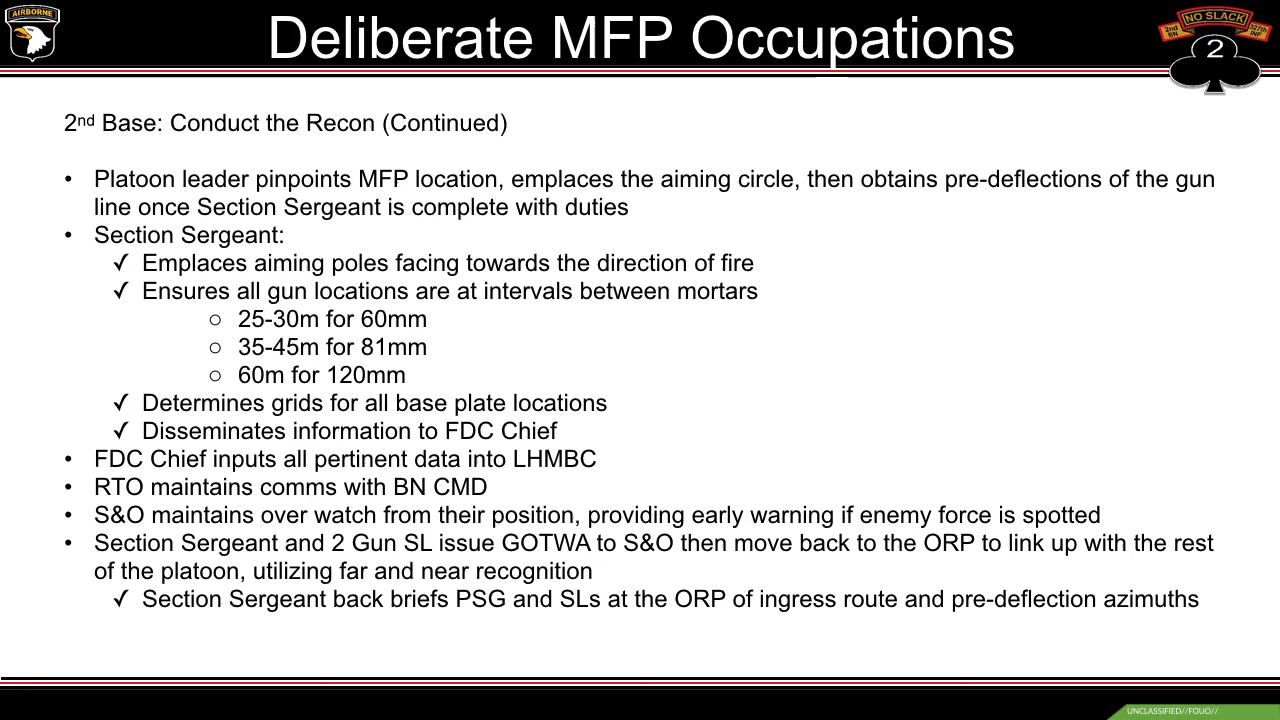 AIRBORNE
Deliberate MFP Occupations
NO SLACK
2nd BN
327th INF
2
2nd Base: Conduct the Recon (Continued)
• Platoon leader pinpoints MFP location, emplaces the aiming circle, then obtains pre-deflections of the gun
line once Section Sergeant is complete with duties
• Section Sergeant:
✓ Emplaces aiming poles facing towards the direction of fire
✓ Ensures all gun locations are at intervals between mortars
○ 25-30m for 60mm
○ 35-45m for 81mm
○ 60m for 120mm
✓ Determines grids for all base plate locations
✓ Disseminates information to FDC Chief
• FDC Chief inputs all pertinent data into LHMBC
• RTO maintains comms with BN CMD
• S&O maintains over watch from their position, providing early warning if enemy force is spotted
• Section Sergeant and 2 Gun SL issue GOTWA to S&O then move back to the ORP to link up with the rest
of the platoon, utilizing far and near recognition
✓ Section Sergeant back briefs PSG and SLs at the ORP of ingress route and pre-deflection azimuths
UNCLASSIFIED//FOUO//